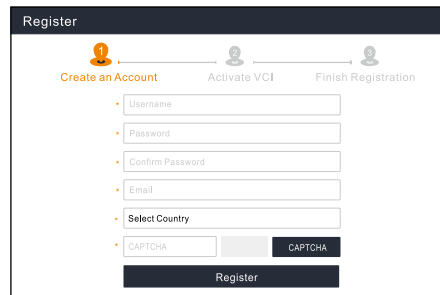 Register
1 2 3
Create an Account Activate VCI Finish Registration
* Username
* Password
* Confirm Password
* Email
* Select Country
* CAPTCHA CAPTCHA
Register